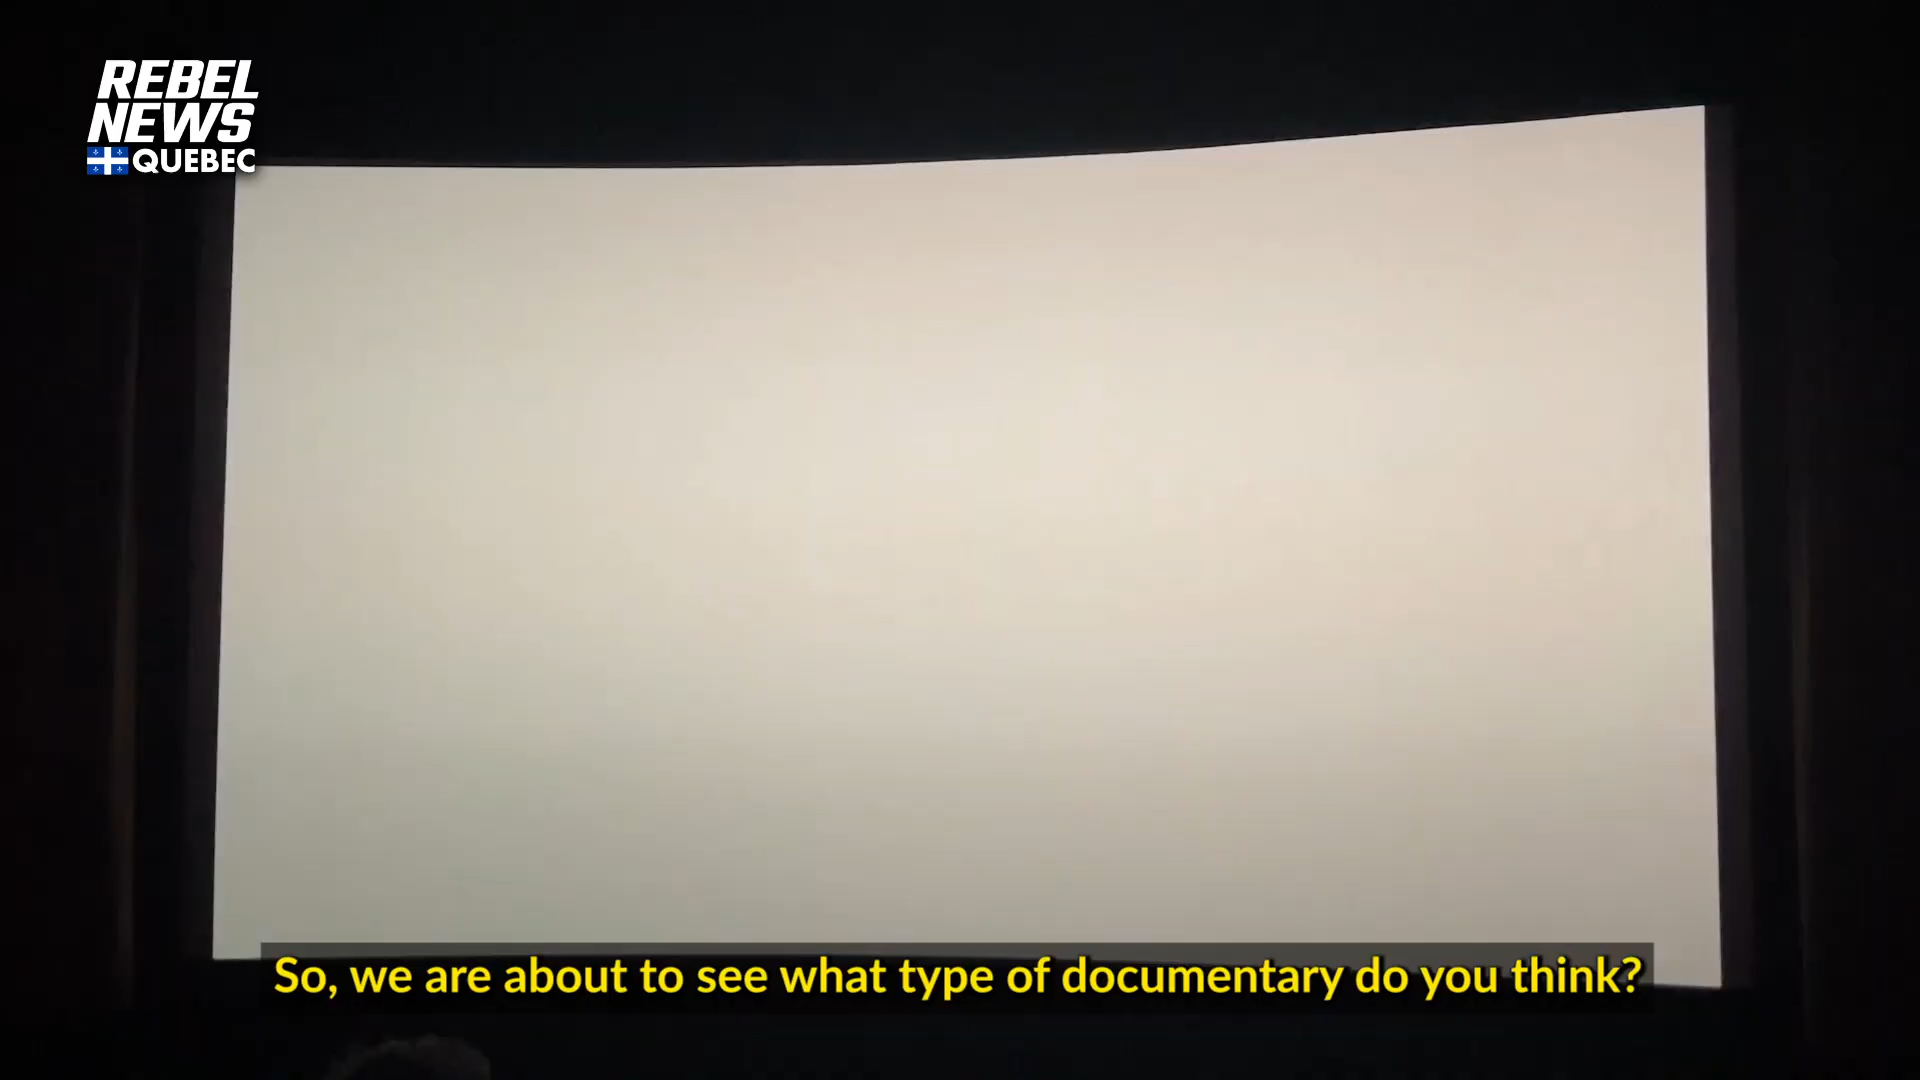 REBEL
NEWS
QUEBEC
So, we are about to see what type of documentary do you think?